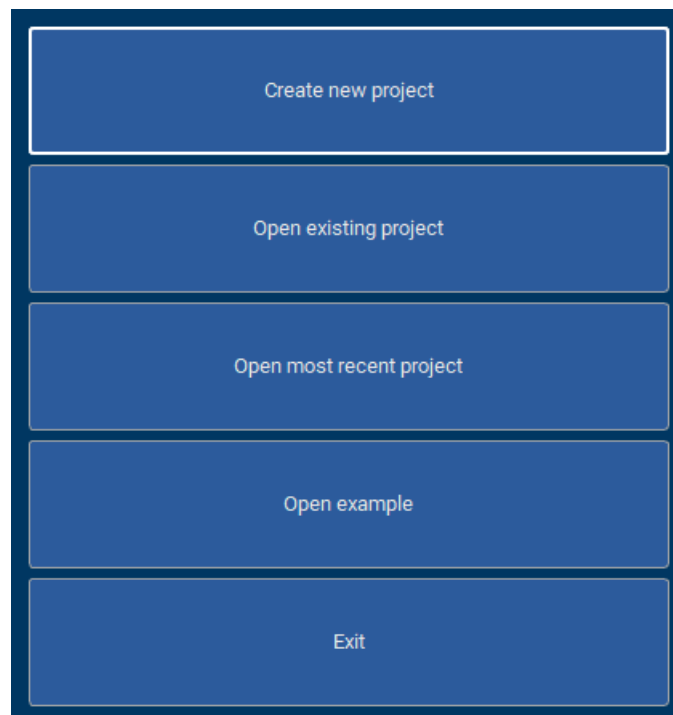 Create new project
Open existing project
Open most recent project
Open example
Exit